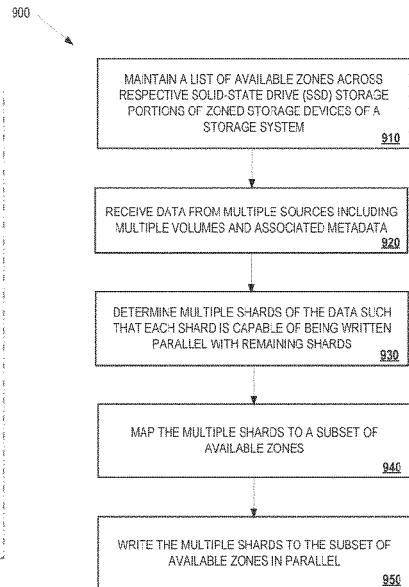 900
MAINTAIN A LIST OF AVAILABLE ZONES ACROSS
RESPECTIVE SOLID-STATE DRIVE (SSD) STORAGE
PORTIONS OF ZONED STORAGE DEVICES OF A
STORAGE SYSTEM
910
RECEIVE DATA FROM MULTIPLE SOURCES INCLUDING
MULTIPLE VOLUMES AND ASSOCIATED METADATA
920
DETERMINE MULTIPLE SHARDS OF THE DATA SUCH
THAT EACH SHARD IS CAPABLE OF BEING WRITTEN
PARALLEL WITH REMAINING SHARDS
930
MAP THE MULTIPLE SHARDS TO A SUBSET OF
AVAILABLE ZONES
940
WRITE THE MULTIPLE SHARDS TO THE SUBSET OF
AVAILABLE ZONES IN PARALLEL
950